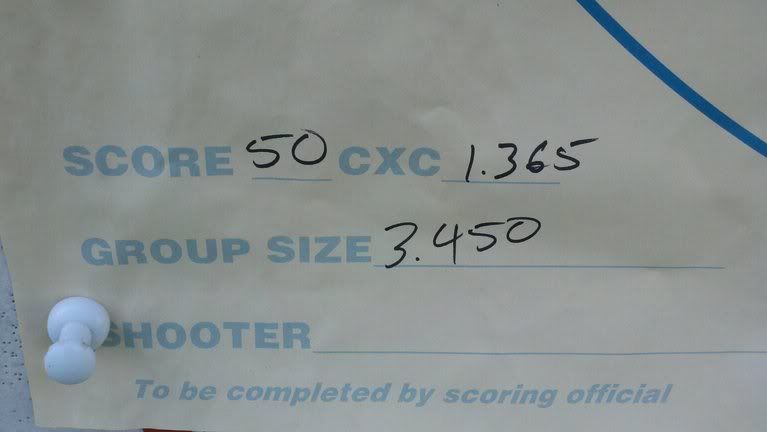 SCORE 50 CXC 1.365
GROUP SIZE 3.450
SHOOTER
To be completed by scoring official